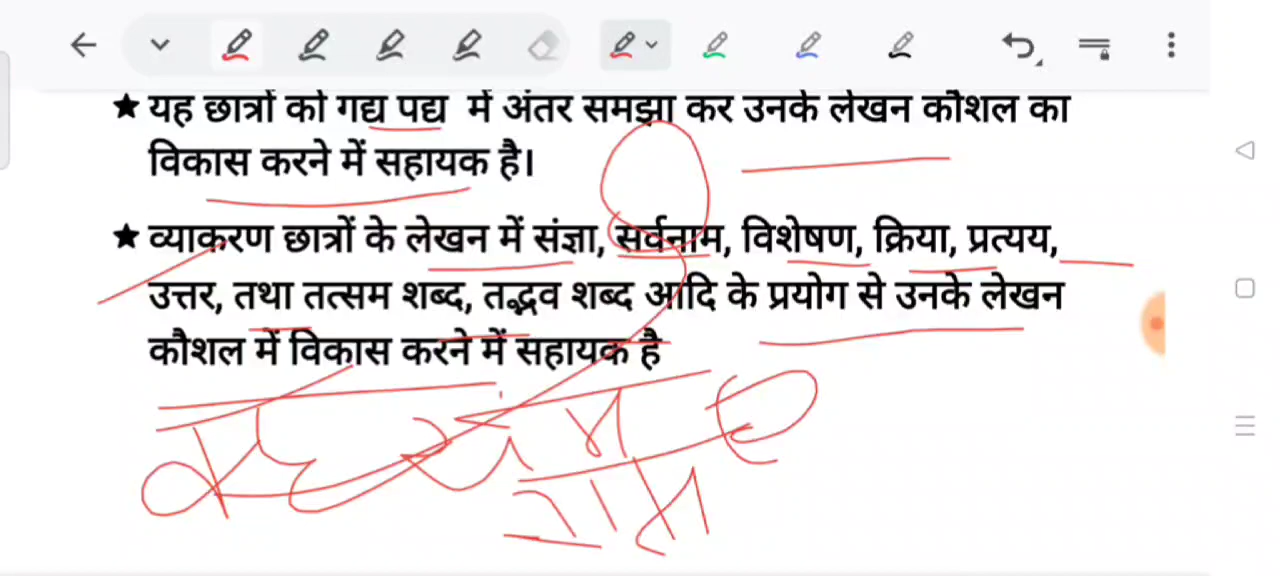 ★ यह छात्रों को गद्य पद्य में अंतर समझा कर उनके लेखन कौशल का
विकास करने में सहायक है।
★ व्याकरण छात्रों के लेखन में संज्ञा, सर्वनाम, विशेषण, क्रिया, प्रत्यय,
उत्तर, तथा तत्सम शब्द, तद्भव शब्द आदि के प्रयोग से उनके लेखन
कौशल में विकास करने में सहायक है